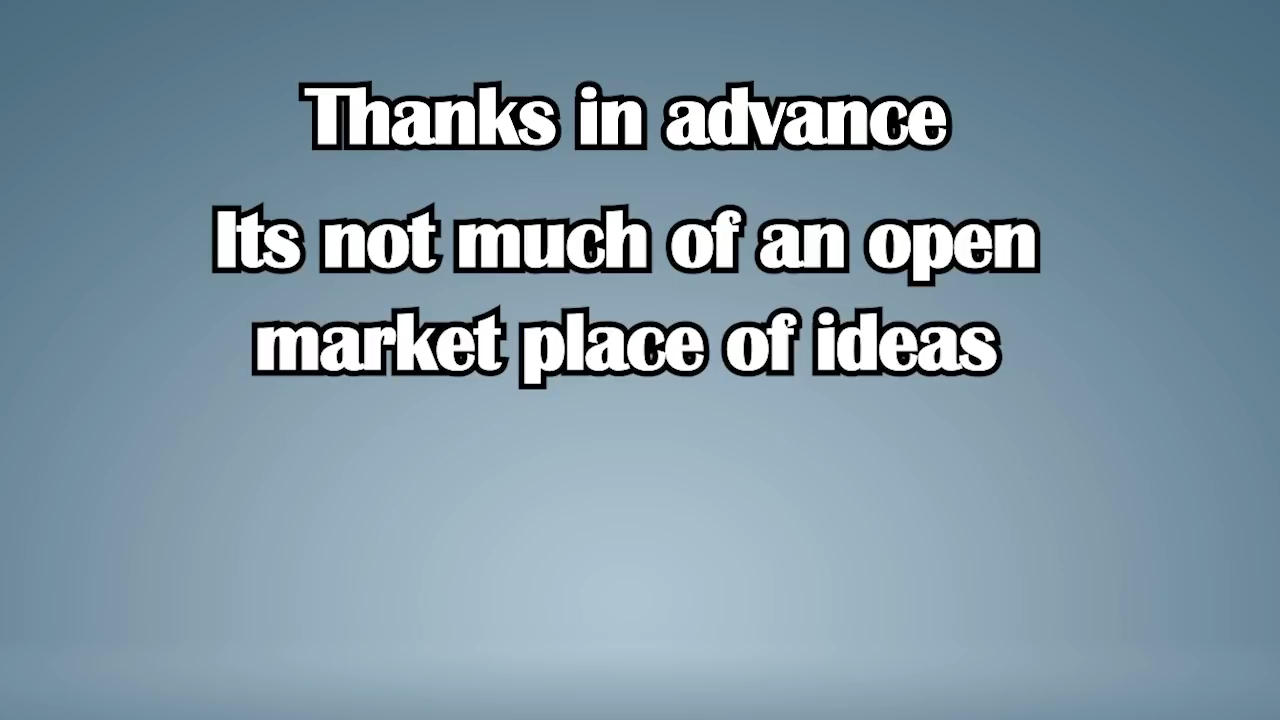 Thanks in advance
Its not much of an open
market place of ideas